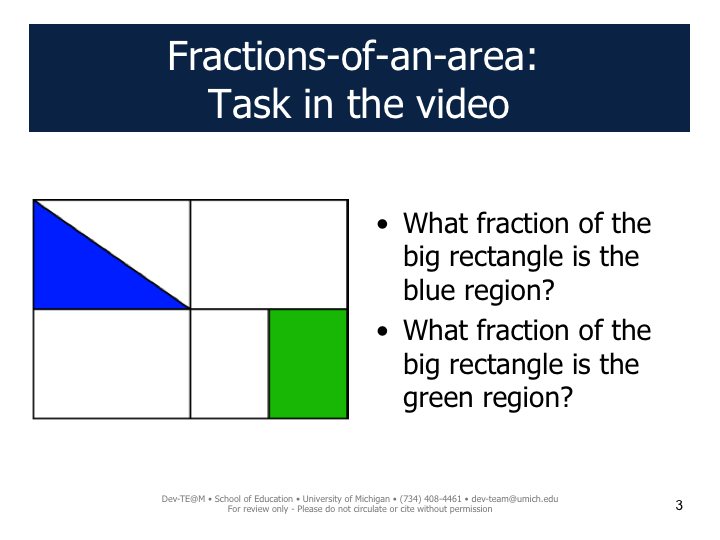 Fractions-of-an-area:
Task in the video
• What fraction of the
big rectangle is the
blue region?
• What fraction of the
big rectangle is the
green region?
Dev-TE@M • School of Education • University of Michigan • (734) 408-4461 • dev-team@umich.edu
For review only - Please do not circulate or cite without permission
3